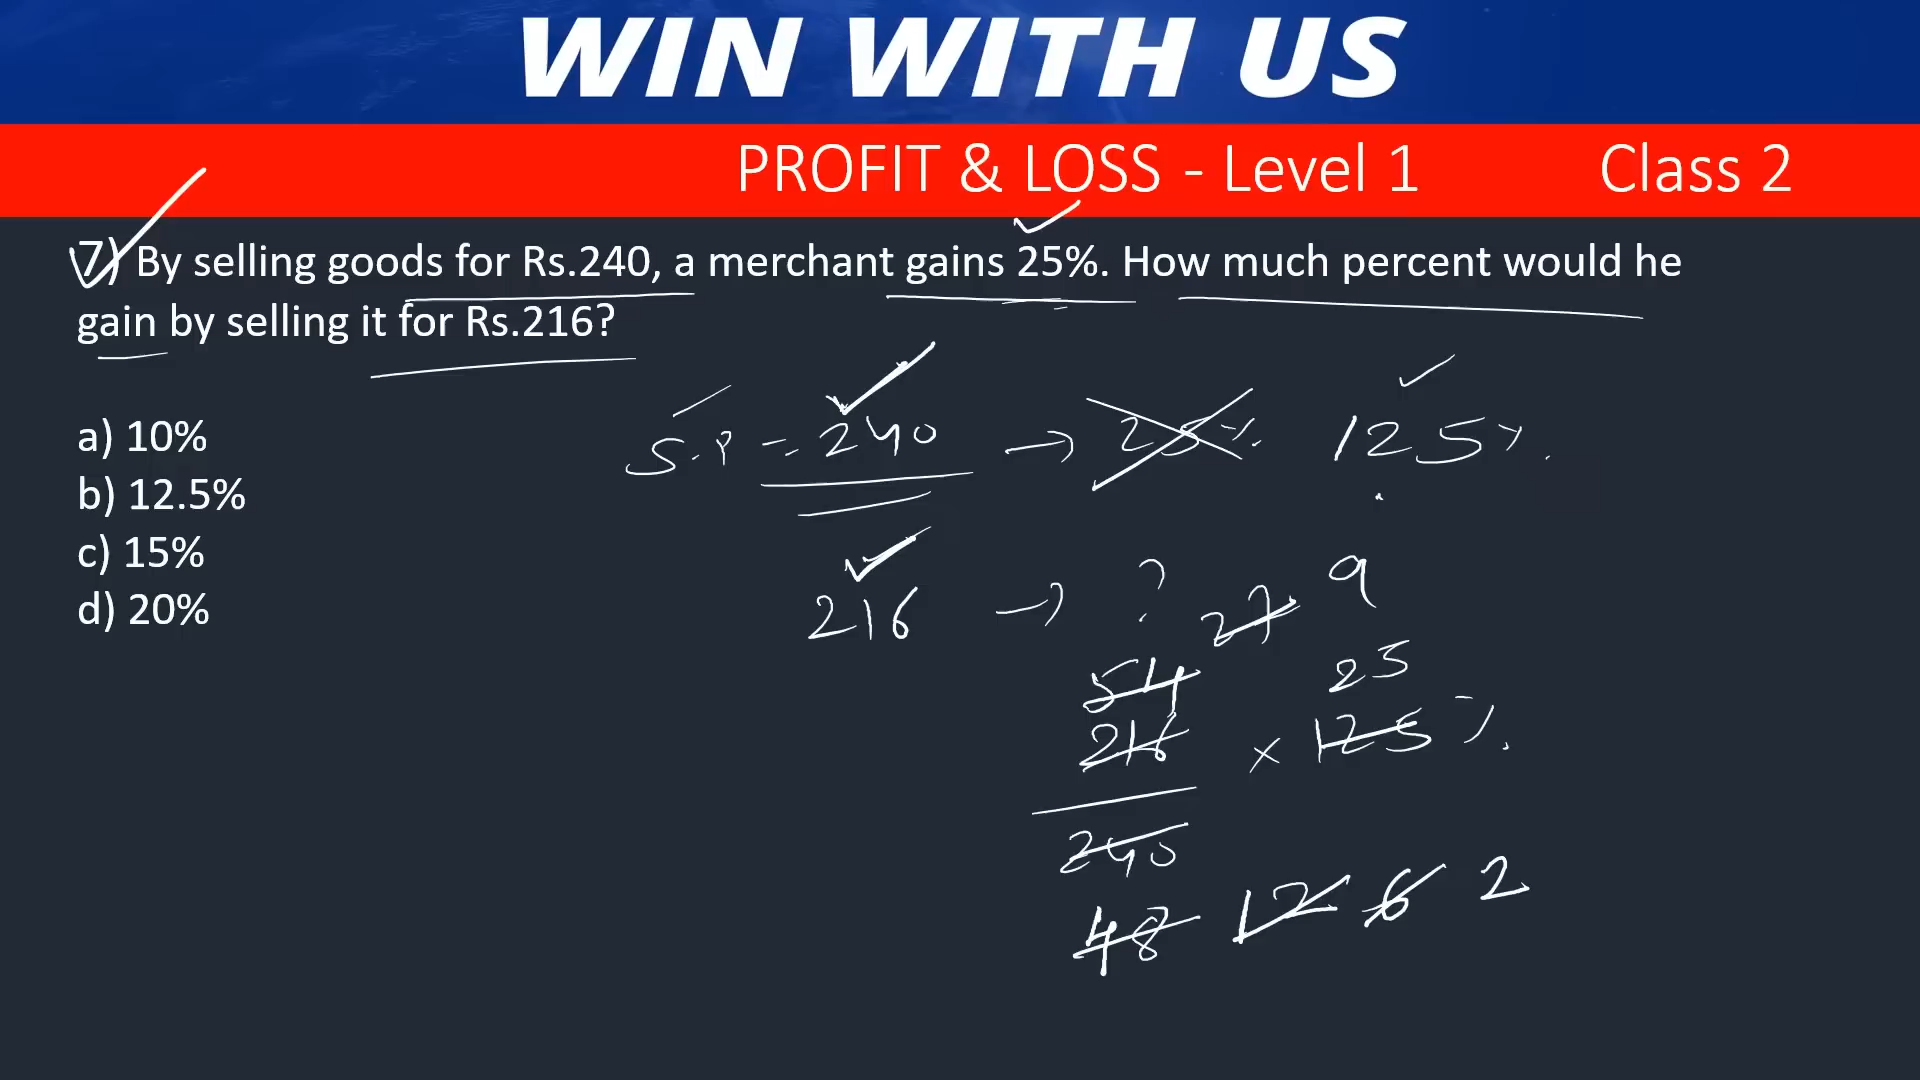 WIN WITH US
PROFIT & LOSS - Level 1 Class 2
7) By selling goods for Rs.240, a merchant gains 25%. How much percent would he
gain by selling it for Rs.216?
a) 10%
b) 12.5%
c) 15%
d) 20%
S.P = 240 → 25% 125%.
216 → ?
27 9
54 25
216 × 125 %.
240
48 12 6 2